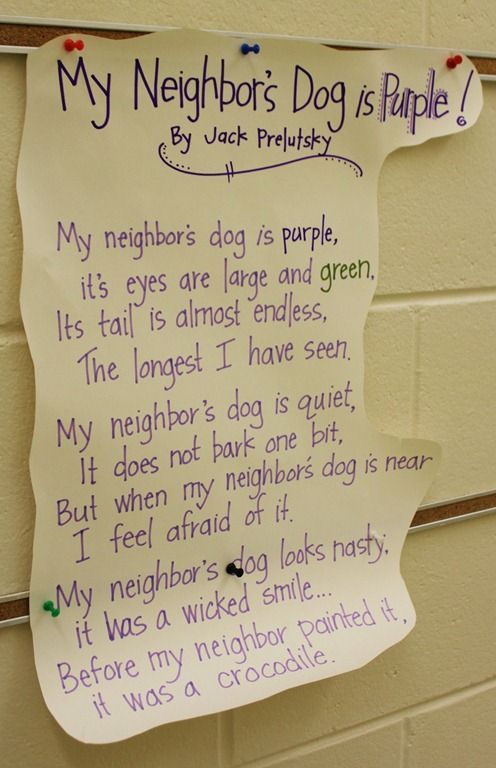 My Neighbor's Dog is Purple!
By Jack Prelutsky
My neighbor's dog is purple,
it's eyes are large and green.
Its tail is almost endless,
The longest I have seen.
My neighbor's dog is quiet,
It does not bark one bit,
But when my neighbor's dog is near
I feel afraid of it.
My neighbor's dog looks nasty,
it has a wicked smile...
Before my neighbor painted it,
it was a crocodile.